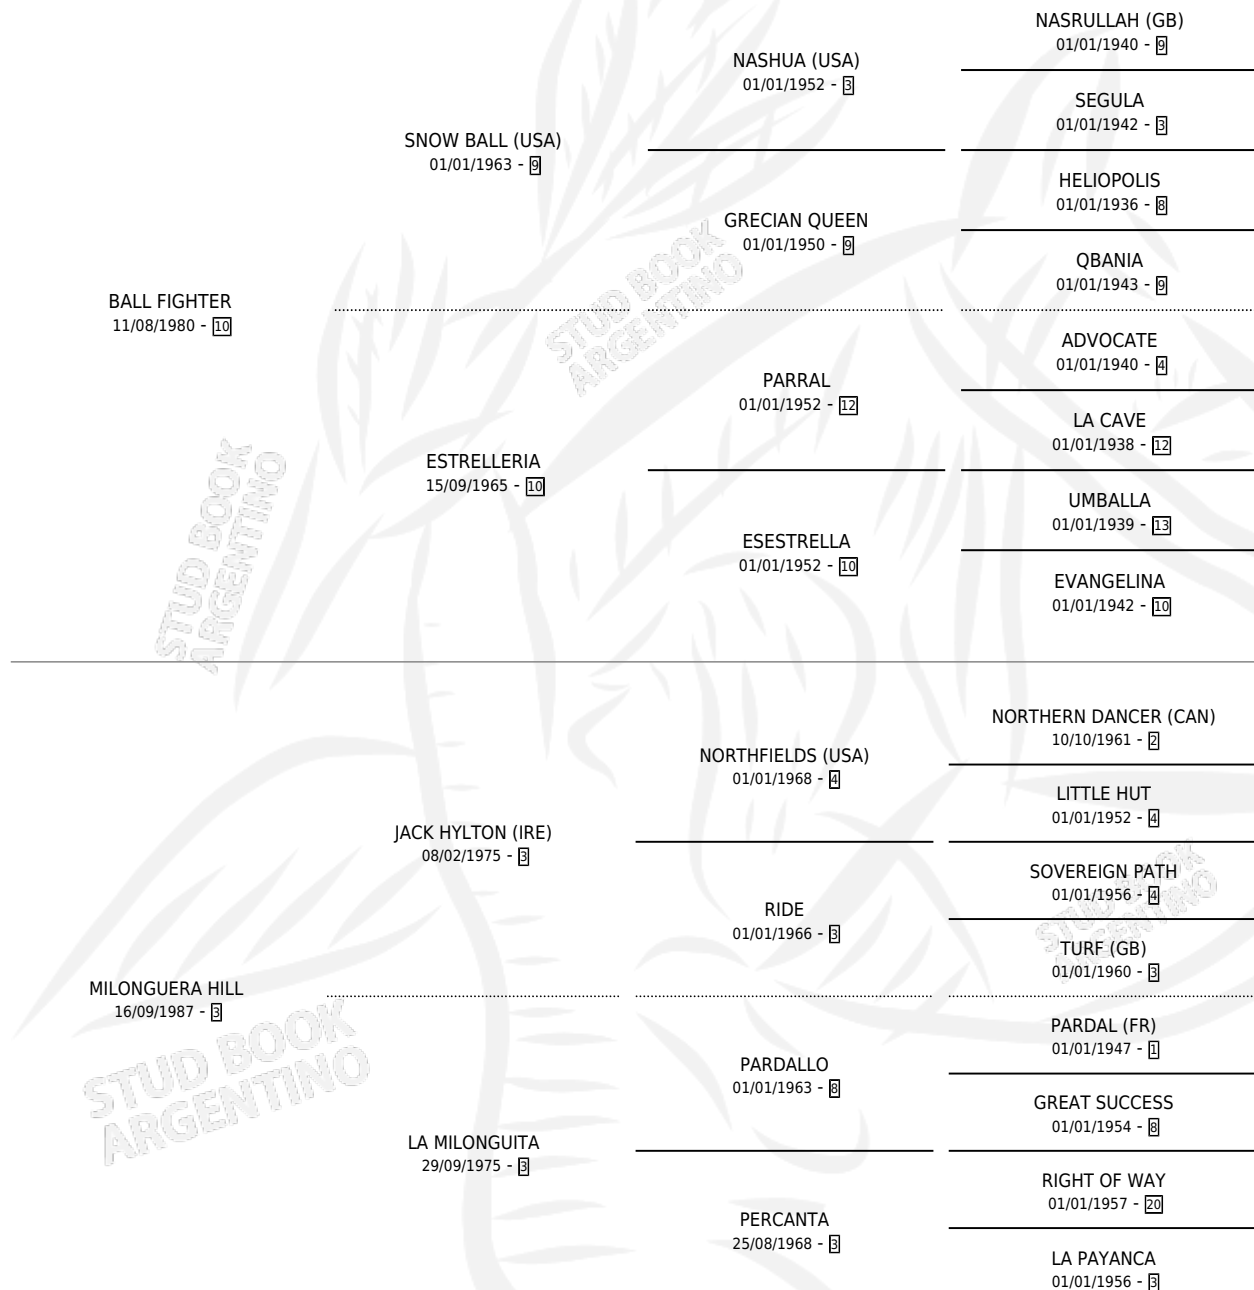 NASRULLAH (GB)
01/01/1940 - 9
NASHUA (USA)
01/01/1952 - 3
SEGULA
01/01/1942 - 3
SNOW BALL (USA)
01/01/1963 - 9
HELIOPOLIS
01/01/1936 - 8
GRECIAN QUEEN
01/01/1950 - 9
QBANIA
01/01/1943 - 9
BALL FIGHTER
11/08/1980 - 10
STUD BOOK
ARGENTINO
ADVOCATE
01/01/1940 - 4
PARRAL
01/01/1952 - 12
LA CAVE
01/01/1938 - 12
ESTRELLERIA
15/09/1965 - 10
UMBALLA
01/01/1939 - 13
ESESTRELLA
01/01/1952 - 10
EVANGELINA
01/01/1942 - 10
STUD BOOK
ARGENTINO
NORTHERN DANCER (CAN)
10/10/1961 - 2
NORTHFIELDS (USA)
01/01/1968 - 4
LITTLE HUT
01/01/1952 - 4
JACK HYLTON (IRE)
08/02/1975 - 3
SOVEREIGN PATH
01/01/1956 - 4
RIDE
01/01/1966 - 3
TURF (GB)
01/01/1960 - 3
STUD BOOK
ARGENTINO
MILONGUERA HILL
16/09/1987 - 3
STUD BOOK
ARGENTINO
PARDAL (FR)
01/01/1947 - 1
PARDALLO
01/01/1963 - 8
GREAT SUCCESS
01/01/1954 - 8
LA MILONGUITA
29/09/1975 - 3
RIGHT OF WAY
01/01/1957 - 20
PERCANTA
25/08/1968 - 3
LA PAYANCA
01/01/1956 - 3